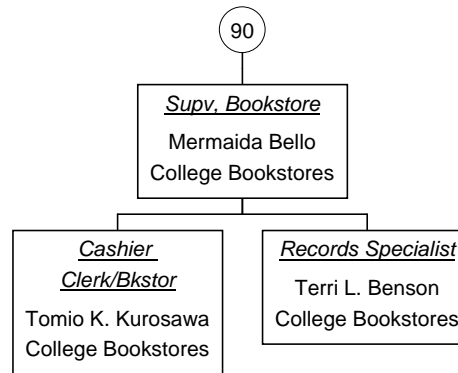 90
Supv, Bookstore
Mermaida Bello
College Bookstores
Cashier
Clerk/Bkstor
Tomio K. Kurosawa
College Bookstores
Records Specialist
Terri L. Benson
College Bookstores